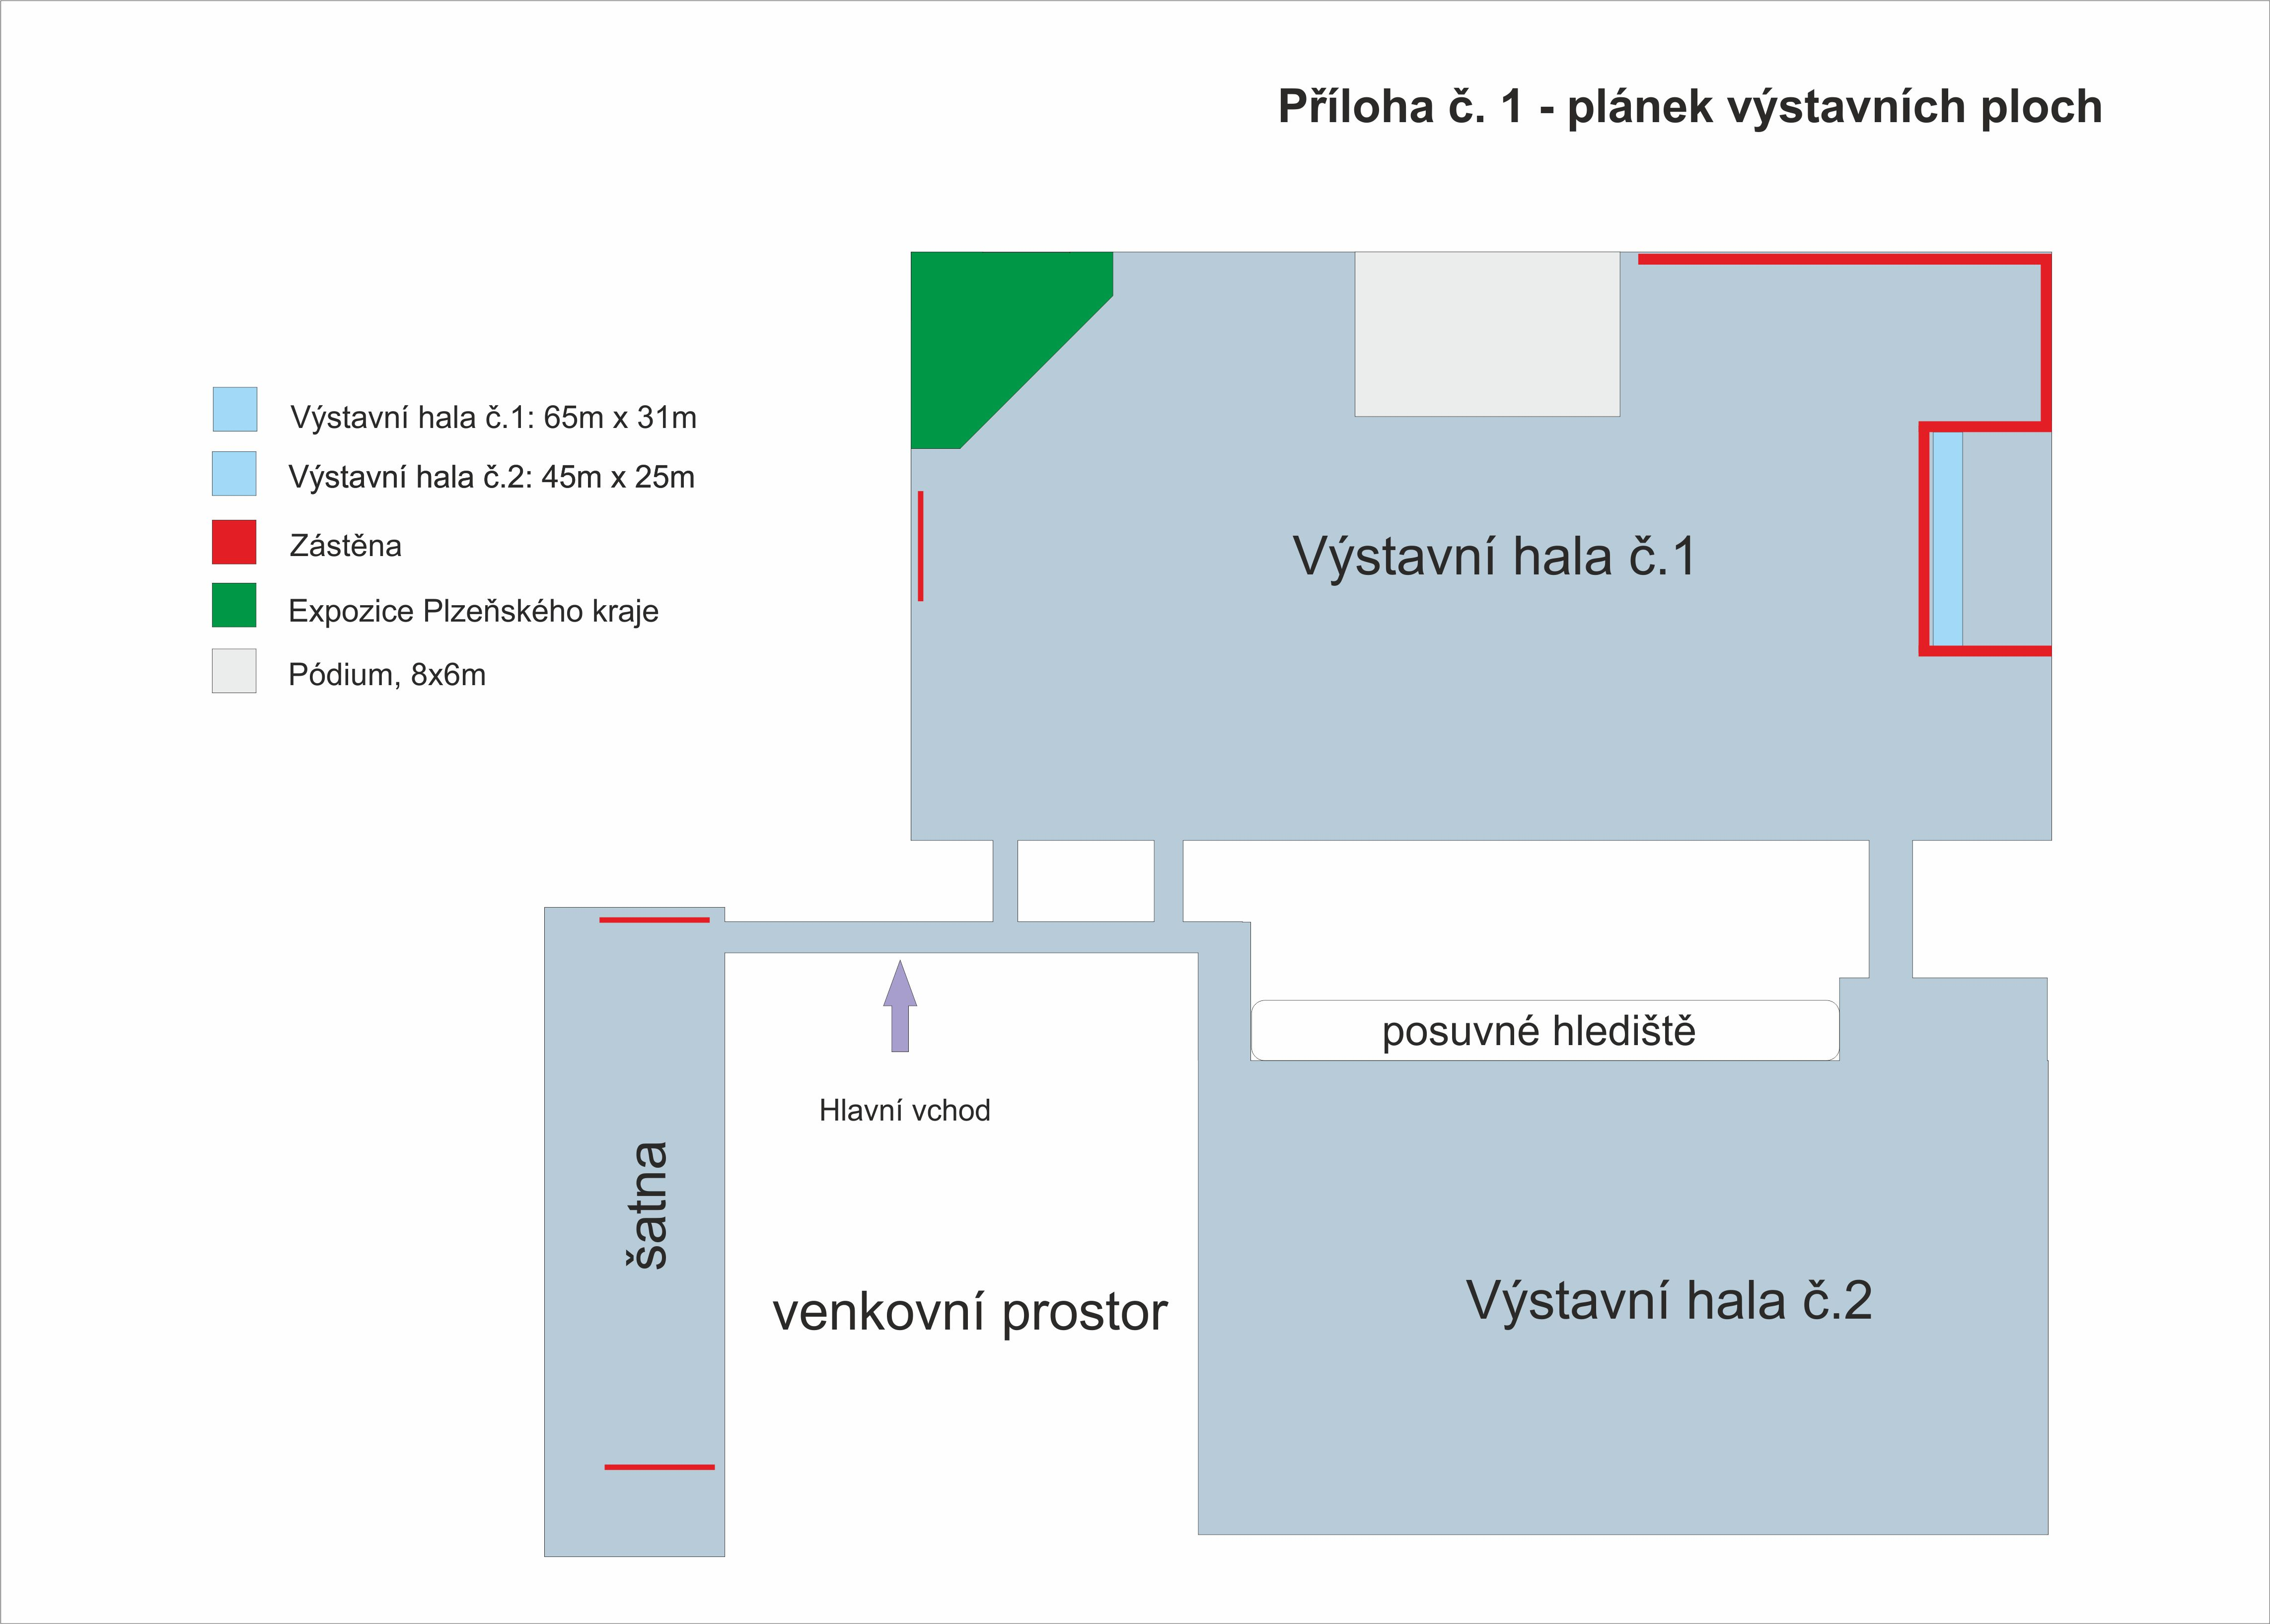 Příloha č. 1 - plánek výstavních ploch
Výstavní hala č.1: 65m x 31m
Výstavní hala č.2: 45m x 25m
Zástěna
Expozice Plzeňského kraje
Pódium, 8x6m
Výstavní hala č.1
posuvné hlediště
Hlavní vchod
šatna
venkovní prostor
Výstavní hala č.2